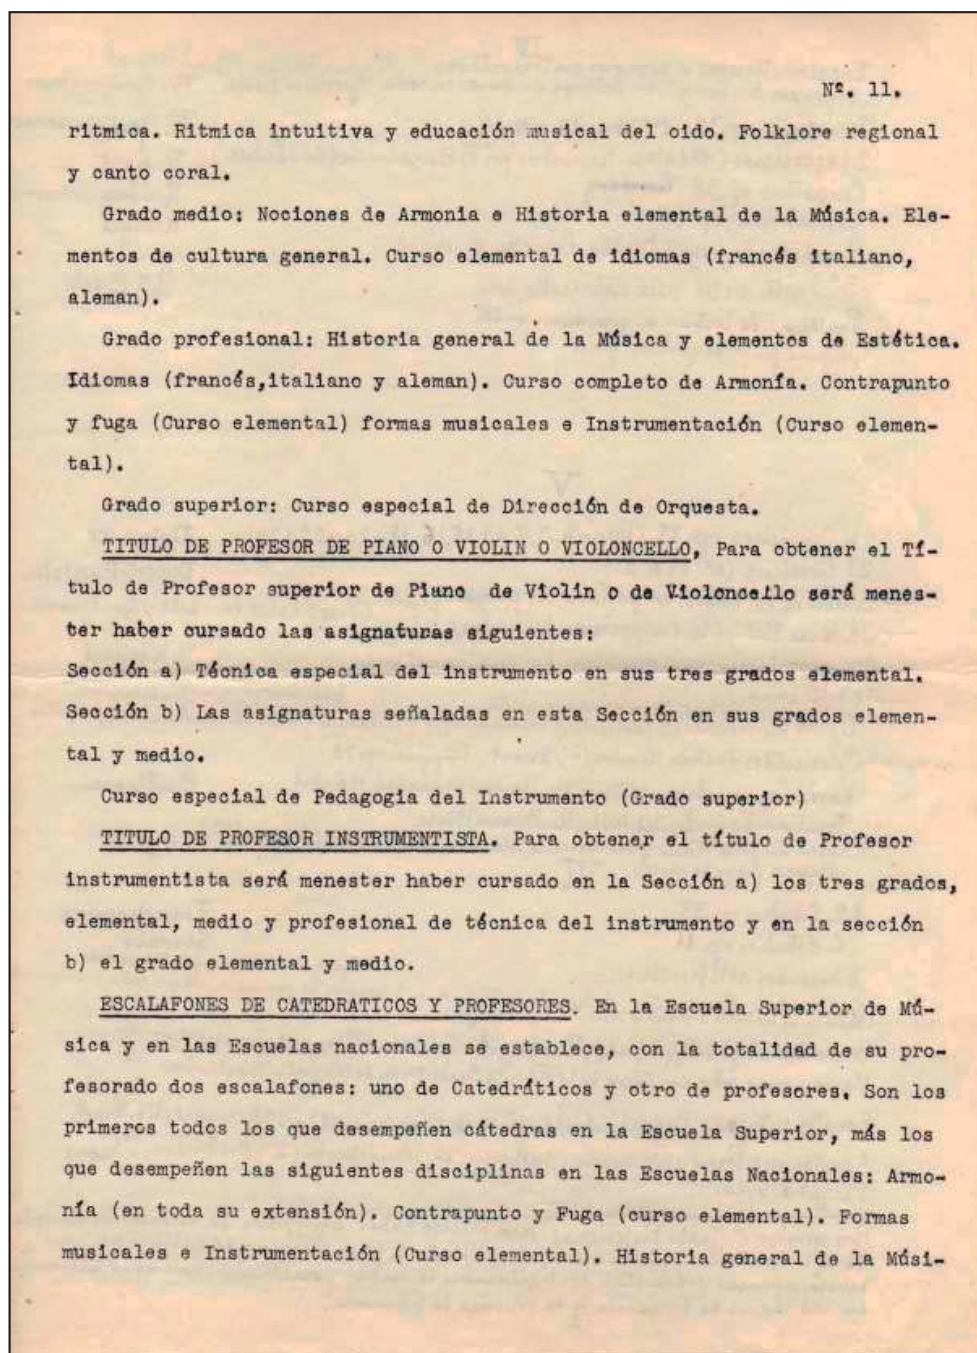 Nº. 11.
ritmica. Ritmica intuitiva y educación musical del oido. Folklore regional
y canto coral.
Grado medio: Nociones de Armonia e Historia elemental de la Música. Ele-
mentos de cultura general. Curso elemental de idiomas (francés italiano,
aleman).
Grado profesional: Historia general de la Música y elementos de Estética.
Idiomas (francés,italiano y aleman). Curso completo de Armonía. Contrapunto
y fuga (Curso elemental) formas musicales e Instrumentación (Curso elemen-
tal).
Grado superior: Curso especial de Dirección de Orquesta.
TITULO DE PROFESOR DE PIANO O VIOLIN O VIOLONCELLO, Para obtener el Tí-
tulo de Profesor superior de Piano de Violin o de Violoncello será menes-
ter haber cursado las asignaturas siguientes:
Sección a) Técnica especial del instrumento en sus tres grados elemental.
Sección b) Las asignaturas señaladas en esta Sección en sus grados elemen-
tal y medio.
Curso especial de Pedagogia del Instrumento (Grado superior)
TITULO DE PROFESOR INSTRUMENTISTA. Para obtener el título de Profesor
instrumentista será menester haber cursado en la Sección a) los tres grados,
elemental, medio y profesional de técnica del instrumento y en la sección
b) el grado elemental y medio.
ESCALAFONES DE CATEDRATICOS Y PROFESORES. En la Escuela Superior de Mú-
sica y en las Escuelas nacionales se establece, con la totalidad de su pro-
fesorado dos escalafones: uno de Catedráticos y otro de profesores. Son los
primeros todos los que desempeñen cátedras en la Escuela Superior, más los
que desempeñen las siguientes disciplinas en las Escuelas Nacionales: Armo-
nía (en toda su extensión). Contrapunto y Fuga (curso elemental). Formas
musicales e Instrumentación (Curso elemental). Historia general de la Músi-